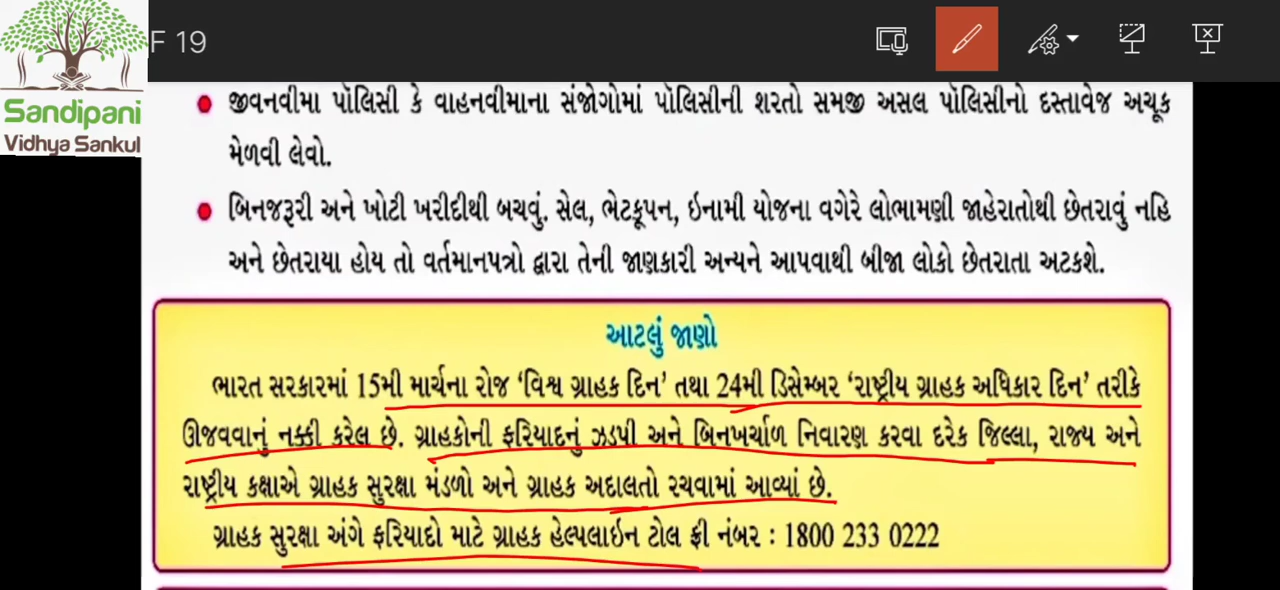 F 19
Sandipani
Vidhya Sankul
જીવનવીમા પૉલિસી કે વાહનવીમાના સંજોગોમાં પૉલિસીની શરતો સમજી અસલ પૉલિસીનો દસ્તાવેજ અચૂક
મેળવી લેવો.
બિનજરૂરી અને ખોટી ખરીદીથી બચવું. સેલ, ભેટકૂપન, ઇનામી યોજના વગેરે લોભામણી જાહેરાતોથી છેતરાવું નહિ
અને છેતરાયા હોય તો વર્તમાનપત્રો દ્વારા તેની જાણકારી અન્યને આપવાથી બીજા લોકો છેતરાતા અટકશે.
આટલું જાણો
ભારત સરકારમાં 15મી માર્ચના રોજ ‘વિશ્વ ગ્રાહક દિન’ તથા 24મી ડિસેમ્બર ‘રાષ્ટ્રીય ગ્રાહક અધિકાર દિન’ તરીકે
ઊજવવાનું નક્કી કરેલ છે. ગ્રાહકોની ફરિયાદનું ઝડપી અને બિનખર્ચાળ નિવારણ કરવા દરેક જિલ્લા, રાજ્ય અને
રાષ્ટ્રીય કક્ષાએ ગ્રાહક સુરક્ષા મંડળો અને ગ્રાહક અદાલતો રચવામાં આવ્યાં છે.
ગ્રાહક સુરક્ષા અંગે ફરિયાદો માટે ગ્રાહક હેલ્પલાઇન ટોલ ફ્રી નંબર : 1800 233 0222